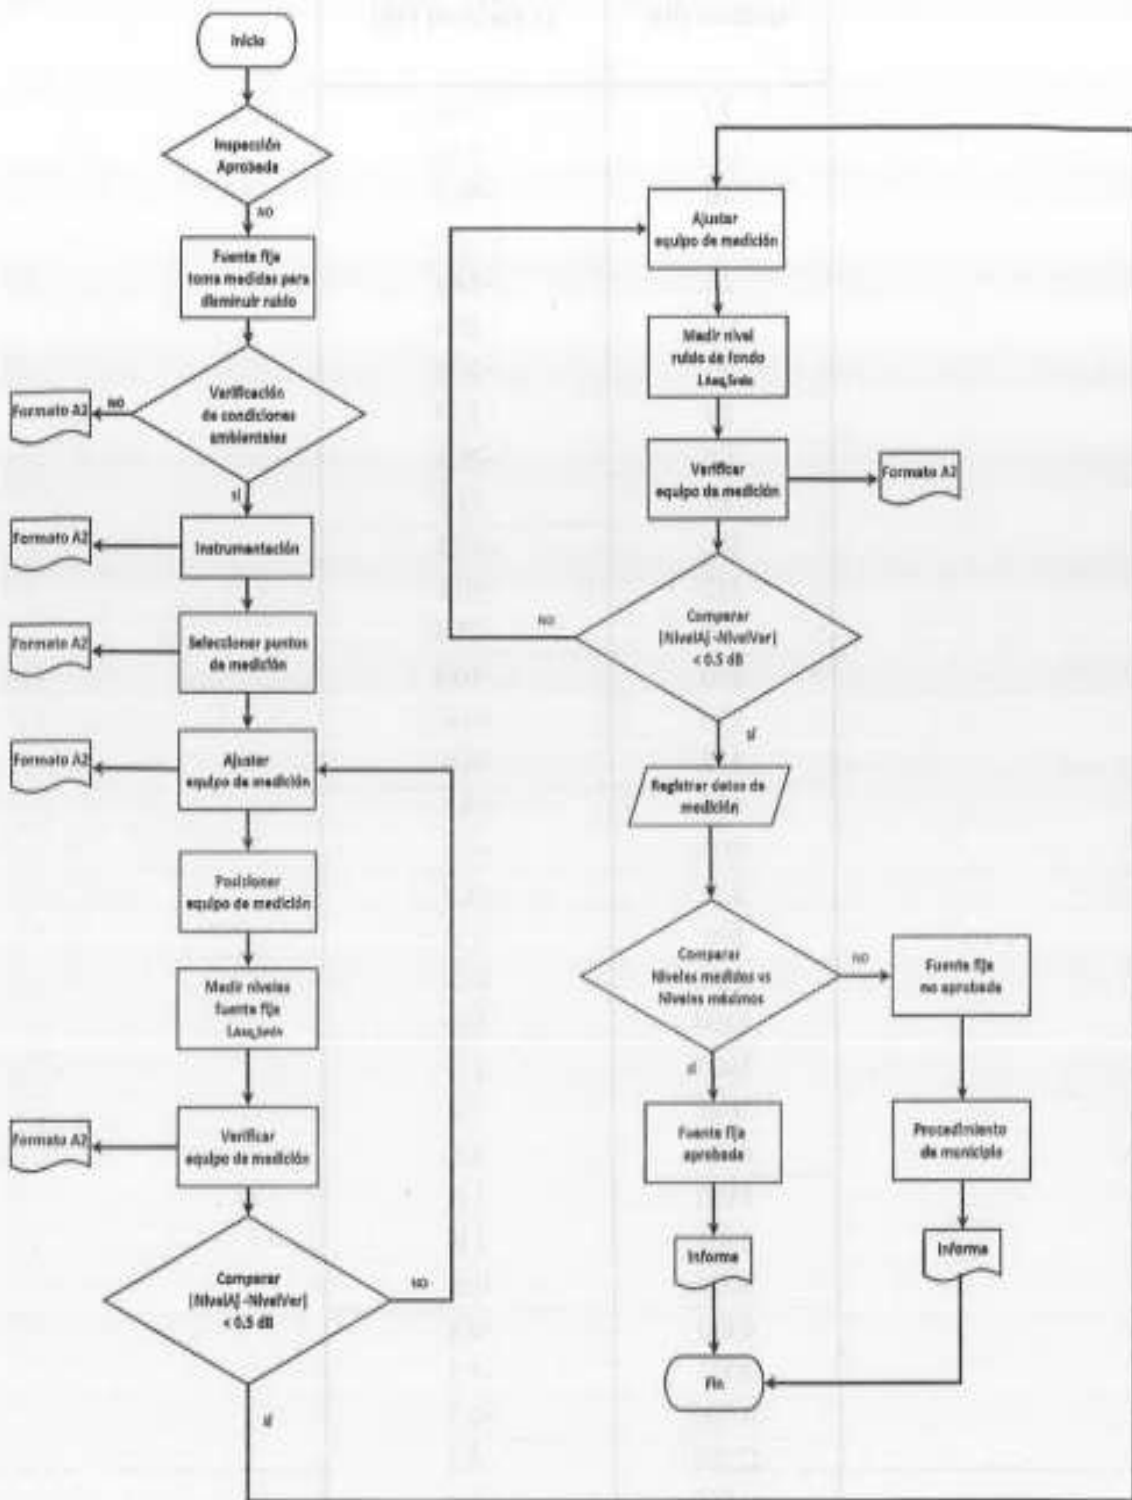 Inicio
Inspección
Aprobada
NO
Fuente fija
toma medidas para
disminuir ruido
Verificación
de condiciones
ambientales
NO
Formato A2
sí
Instrumentación
Formato A2
Seleccionar puntos
de medición
Formato A2
Ajustar
equipo de medición
Formato A2
Posicionar
equipo de medición
Medir niveles
fuente fija
Verificar
equipo de medición
Formato A2
Comparar
|NivelAj -NivelVer|
< 0.5 dB
NO
sí
Ajustar
equipo de medición
Medir nivel
ruido de fondo
Verificar
equipo de medición
Formato A2
Comparar
|NivelAj -NivelVer|
< 0.5 dB
NO
sí
Registrar datos de
medición
Comparar
Niveles medidos vs
Niveles máximos
NO
sí
Fuente fija
no aprobada
Fuente fija
aprobada
Procedimiento
de municipio
Informe
Informe
Fin